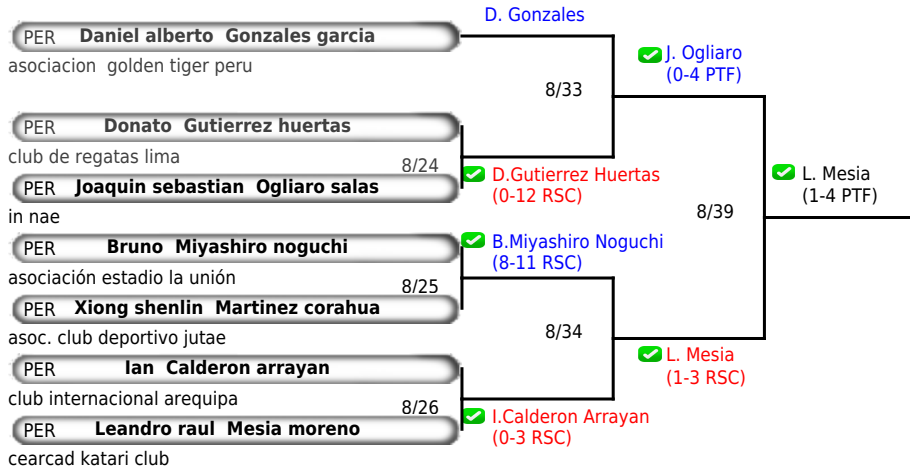 D. Gonzales
PER Daniel alberto Gonzales garcia
asociacion golden tiger peru
J. Ogliaro
(0-4 PTF)
8/33
PER Donato Gutierrez huertas
club de regatas lima
8/24
D.Gutierrez Huertas
(0-12 RSC)
PER Joaquin sebastian Ogliaro salas
in nae
L. Mesia
(1-4 PTF)
8/39
PER Bruno Miyashiro noguchi
asociación estadio la unión
B.Miyashiro Noguchi
(8-11 RSC)
8/25
PER Xiong shenlin Martinez corahua
asoc. club deportivo jutae
8/34
L. Mesia
(1-3 RSC)
PER Ian Calderon arrayan
club internacional arequipa
8/26
I.Calderon Arrayan
(0-3 RSC)
PER Leandro raul Mesia moreno
cearcad katari club